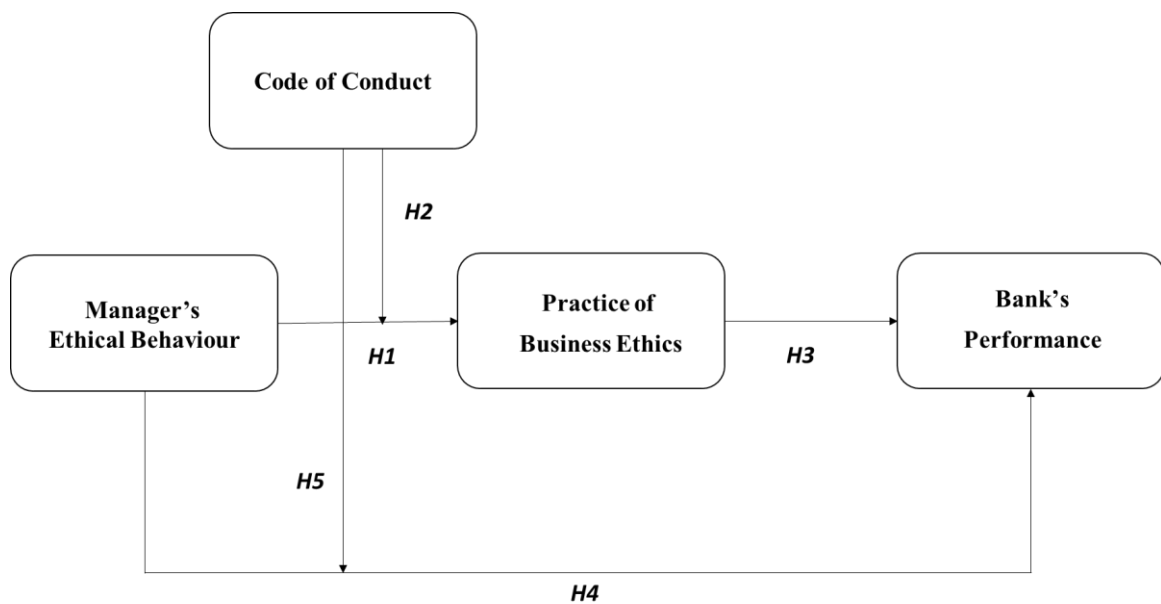 Code of Conduct
H2
Manager’s
Ethical Behaviour
H1
Practice of
Business Ethics
H3
Bank’s
Performance
H5
H4